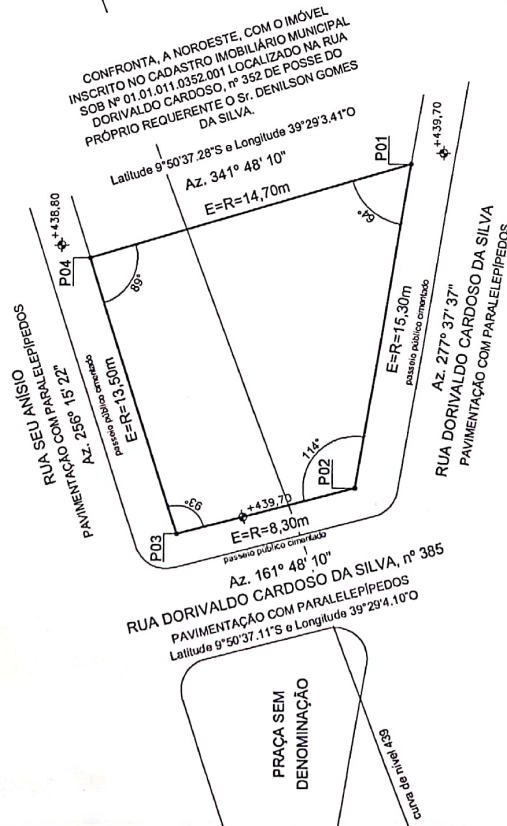 CONFRONTA, A NOROESTE, COM O IMÓVEL
INSCRITO NO CADASTRO IMOBILIÁRIO MUNICIPAL
SOB Nº 01.01.011.0352.001 LOCALIZADO NA RUA
DORIVALDO CARDOSO, nº 352 DE POSSE DO
PRÓPRIO REQUERENTE O Sr. DENILSON GOMES
DA SILVA.
Latitude 9°50'37.28"S e Longitude 39°29'3.41"O
Az. 341° 48' 10"
E=R=14,70m
P01
+439,70
64°
P04
+438,80
89°
RUA SEU ANÍSIO
PAVIMENTAÇÃO COM PARALELEPÍPEDOS
Az. 256° 15' 22"
passeio público cimentado
E=R=13,50m
E=R=15,30m
passeio público cimentado
Az. 277° 37' 37"
RUA DORIVALDO CARDOSO DA SILVA
PAVIMENTAÇÃO COM PARALELEPÍPEDOS
P03
93°
+439,70
114°
P02
E=R=8,30m
passeio público cimentado
Az. 161° 48' 10"
RUA DORIVALDO CARDOSO DA SILVA, nº 385
PAVIMENTAÇÃO COM PARALELEPÍPEDOS
Latitude 9°50'37.11"S e Longitude 39°29'4.10"O
PRAÇA SEM
DENOMINAÇÃO
curva de nível 439